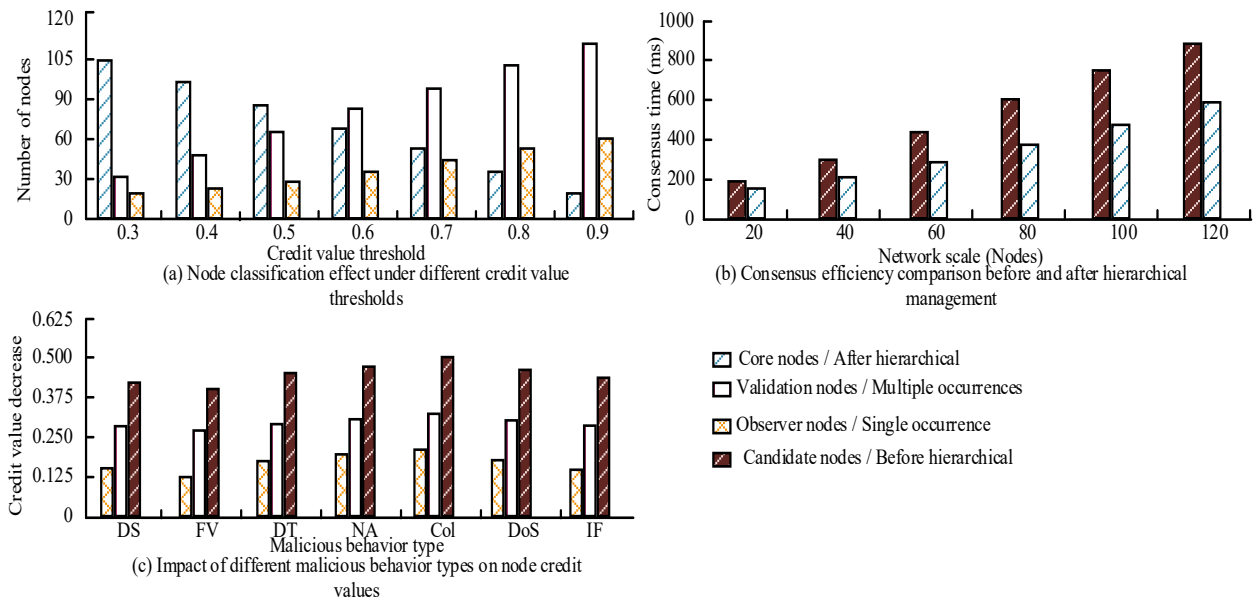 120
105
90
60
30
0
Number of nodes
0.3 0.4 0.5 0.6 0.7 0.8 0.9
Credit value threshold
(a) Node classification effect under different credit value
thresholds
1000
800
600
400
200
0
Consensus time (ms)
20 40 60 80 100 120
Network scale (Nodes)
(b) Consensus efficiency comparison before and after hierarchical
management
0.625
0.500
0.375
0.250
0.125
0
Credit value decrease
DS FV DT NA Col DoS IF
Malicious behavior type
(c) Impact of different malicious behavior types on node credit
values
Core nodes / After hierarchical
Validation nodes / Multiple occurrences
Observer nodes / Single occurrence
Candidate nodes / Before hierarchical